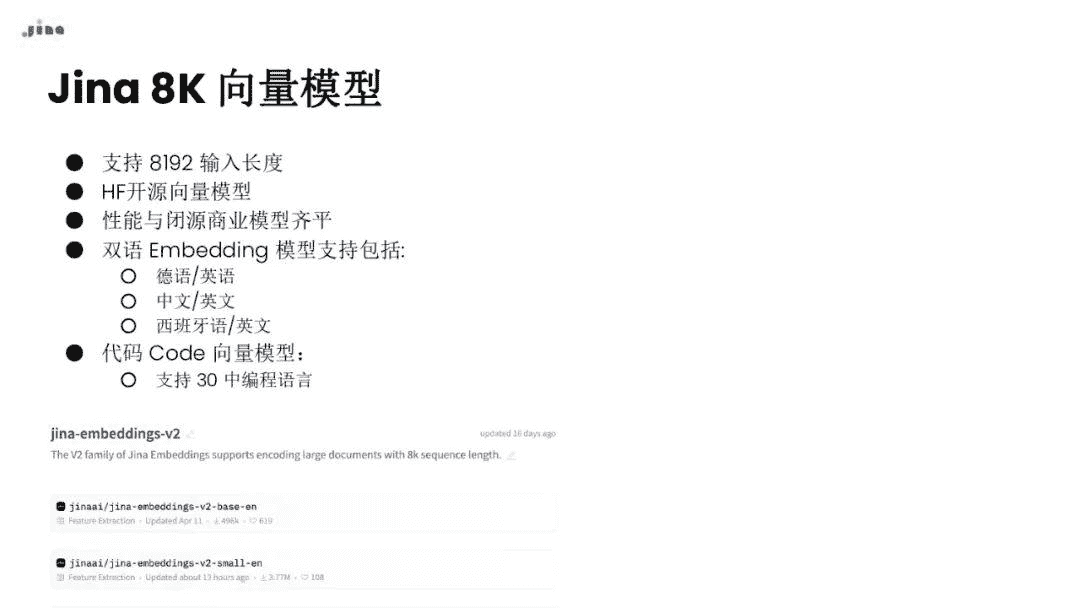 Jina
Jina 8K 向量模型
● 支持 8192 输入长度
● HF开源向量模型
● 性能与闭源商业模型齐平
● 双语 Embedding 模型支持包括:
○ 德语/英语
○ 中文/英文
○ 西班牙语/英文
● 代码 Code 向量模型：
○ 支持 30 中编程语言
jina-embeddings-v2
updated 16 days ago
The V2 family of Jina Embeddings supports encoding large documents with 8k sequence length.
jinaai/jina-embeddings-v2-base-en
Feature Extraction • Updated Apr 11 • 496k • 619
jinaai/jina-embeddings-v2-small-en
Feature Extraction • Updated about 13 hours ago • 3.77M • 108